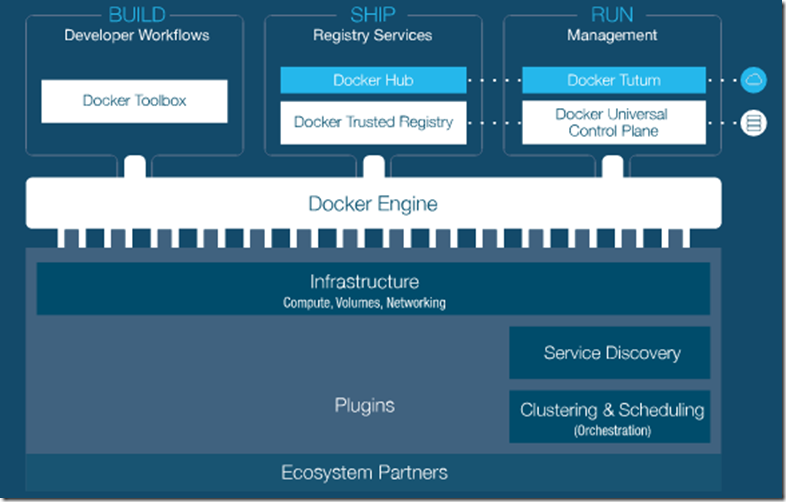 BUILD
Developer Workflows
Docker Toolbox
SHIP
Registry Services
Docker Hub
Docker Trusted Registry
RUN
Management
Docker Tutum
Docker Universal
Control Plane
Docker Engine
Infrastructure
Compute, Volumes, Networking
Service Discovery
Plugins
Clustering & Scheduling
(Orchestration)
Ecosystem Partners